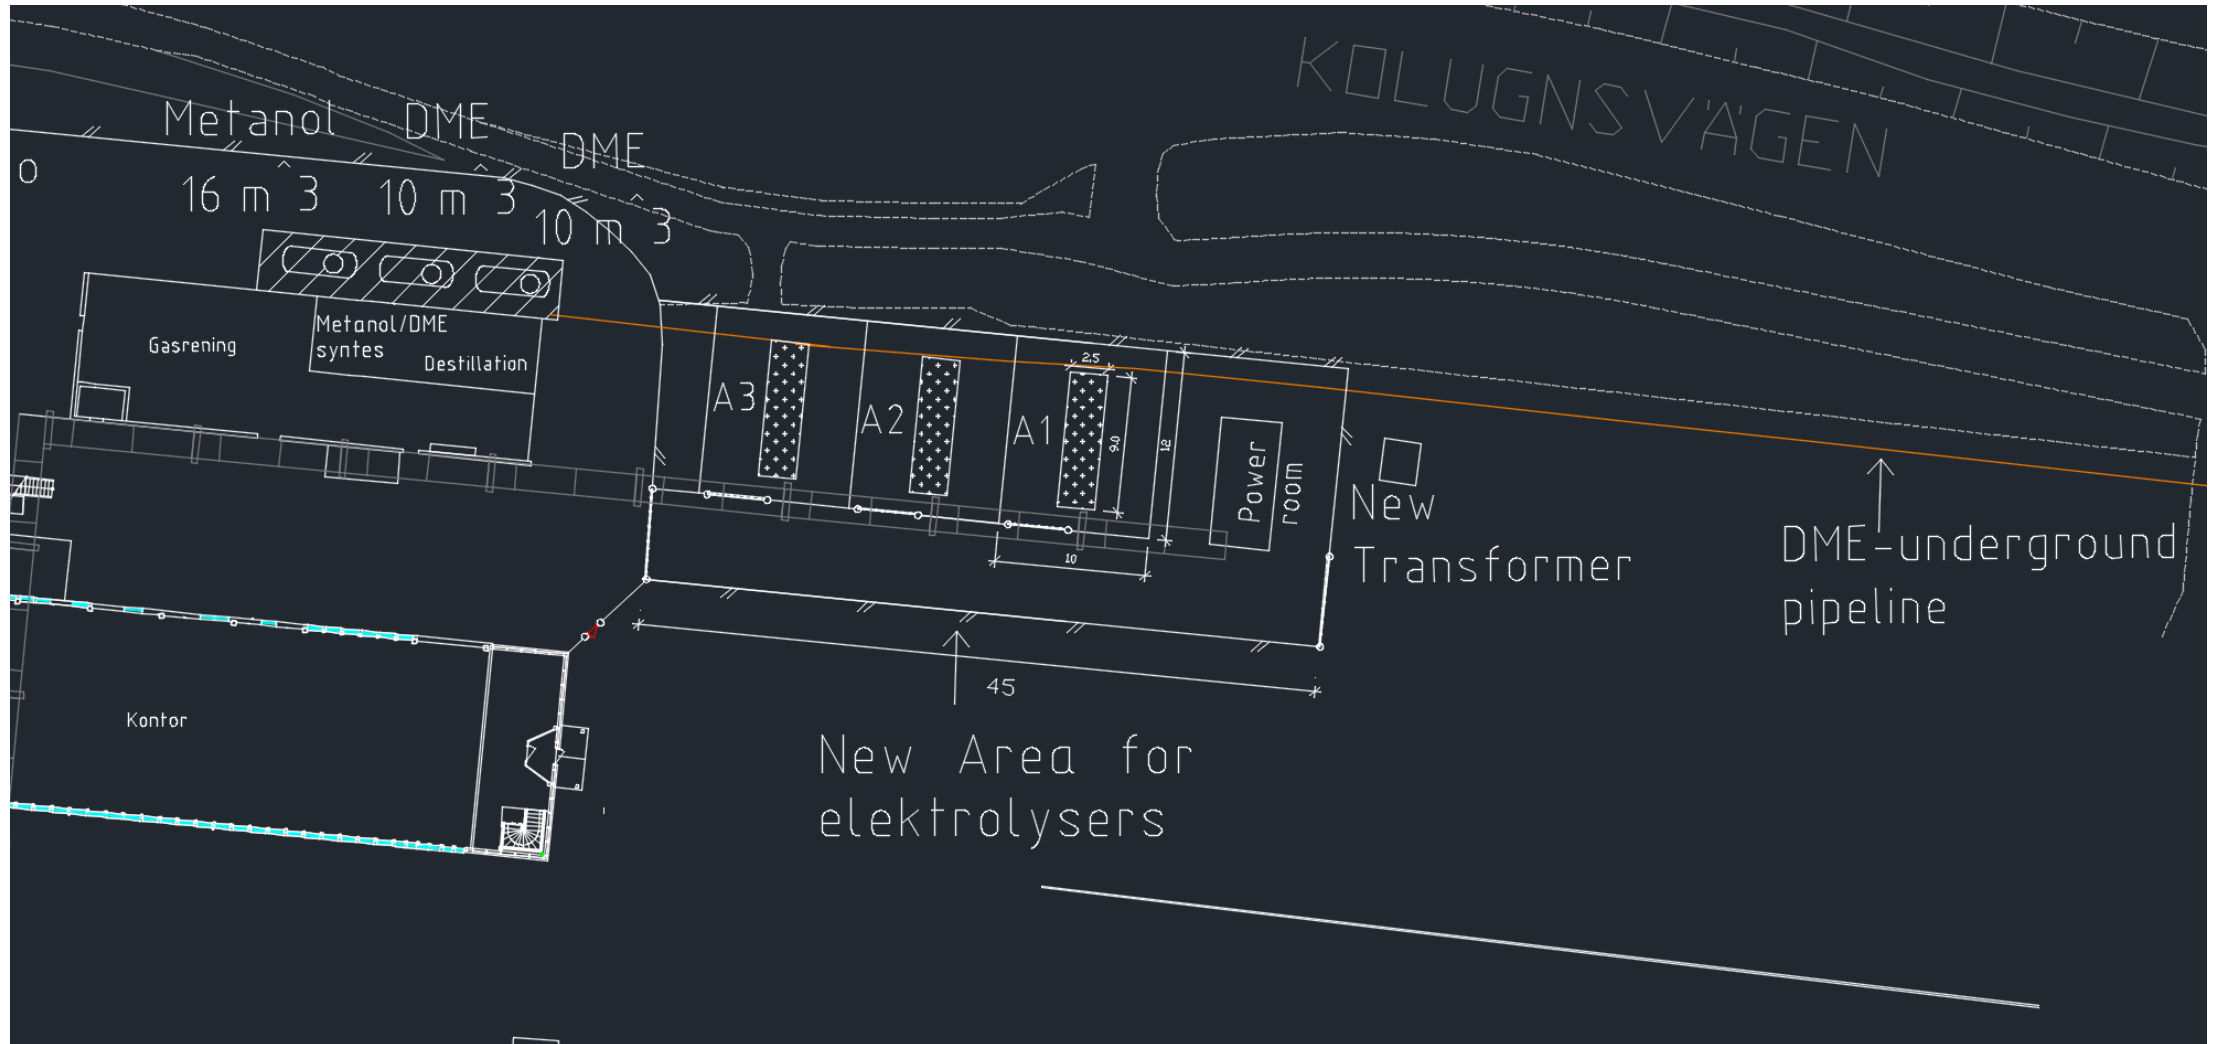 KOLUGNSVÄGEN
Metanol
16 m^3
DME
10 m^3
DME
10 m^3
O
Gasrening
Metanol/DME
syntes
Destillation
A3
A2
A1
2,5
9.0
12
10
Power
room
New
Transformer
DME-underground
pipeline
45
New Area for
elektrolysers
Kontor